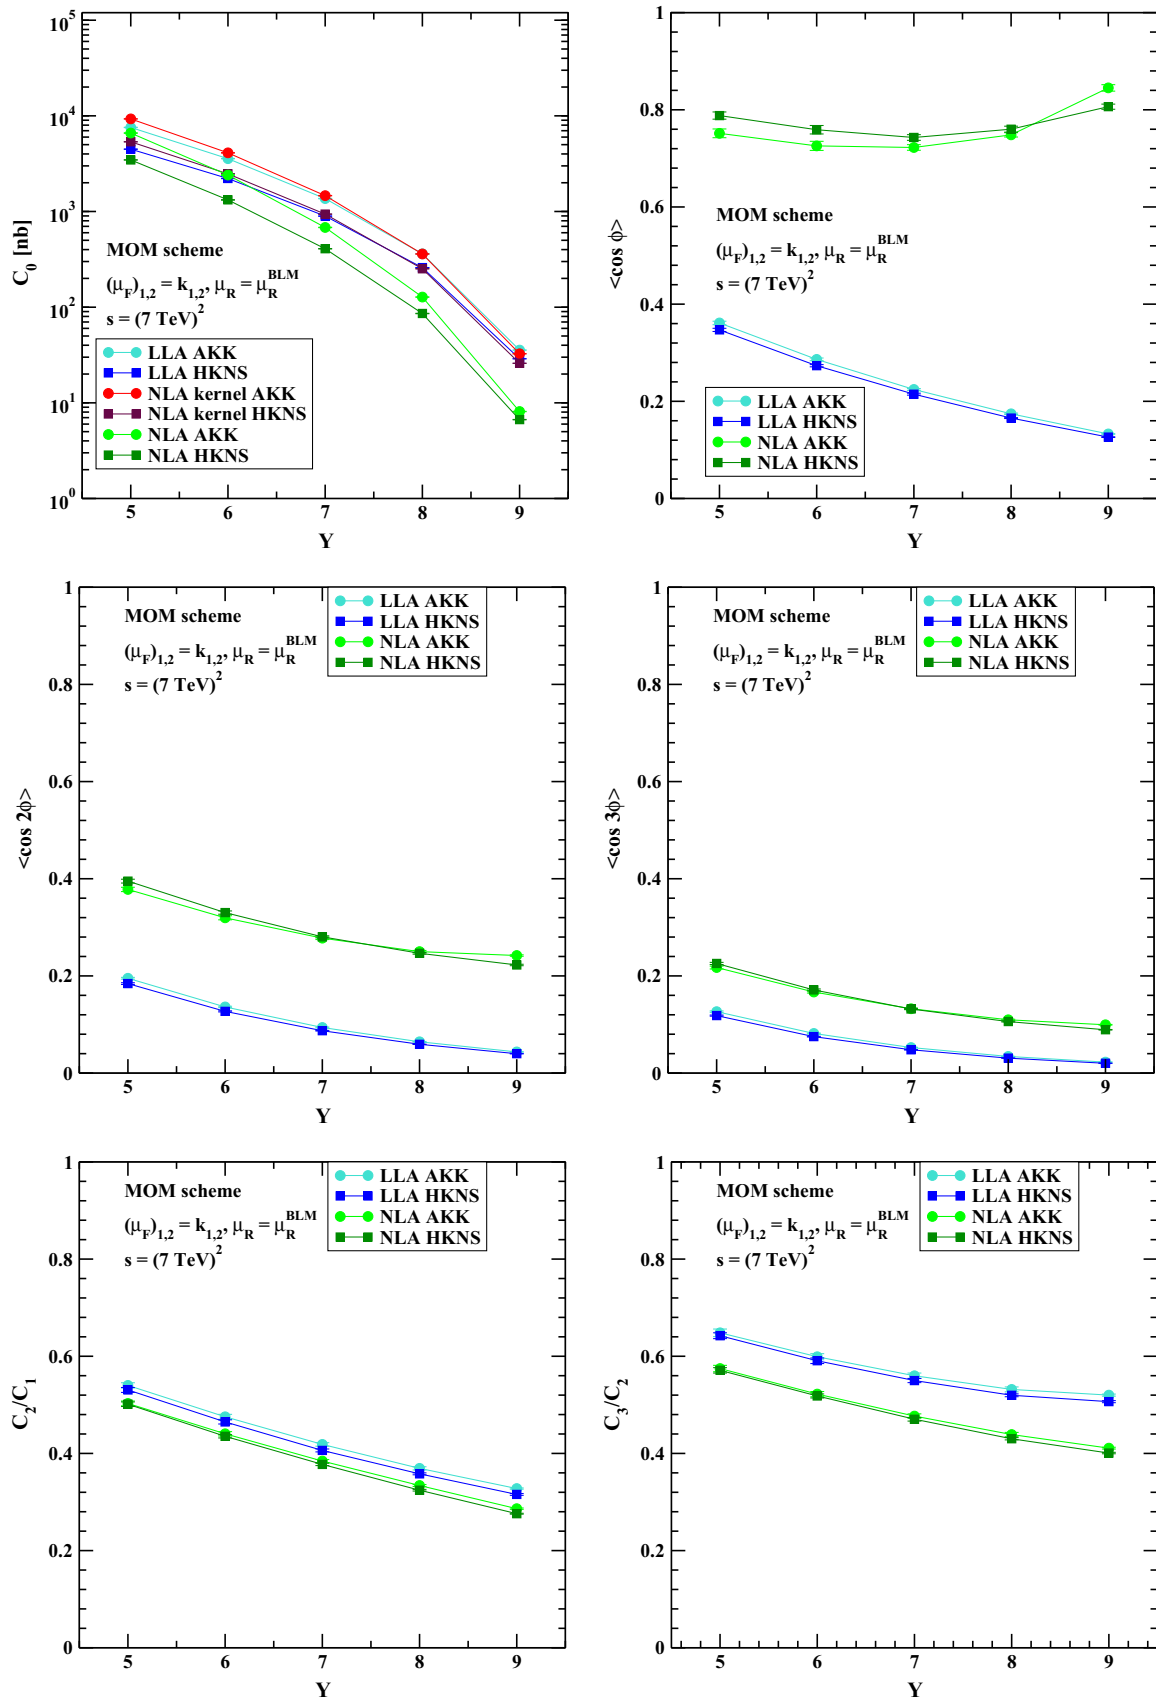 10^5
10^4
10^3
10^2
10^1
10^0
C_0 [nb]
MOM scheme
(μ_F)_{1,2} = k_{1,2}, μ_R = μ_R^{BLM}
s = (7 TeV)^2
LLA AKK
LLA HKNS
NLA kernel AKK
NLA kernel HKNS
NLA AKK
NLA HKNS
5 6 7 8 9
Y
1
0.8
0.6
0.4
0.2
0
<cos ϕ>
MOM scheme
(μ_F)_{1,2} = k_{1,2}, μ_R = μ_R^{BLM}
s = (7 TeV)^2
LLA AKK
LLA HKNS
NLA AKK
NLA HKNS
5 6 7 8 9
Y
1
0.8
0.6
0.4
0.2
0
<cos 2ϕ>
MOM scheme
(μ_F)_{1,2} = k_{1,2}, μ_R = μ_R^{BLM}
s = (7 TeV)^2
LLA AKK
LLA HKNS
NLA AKK
NLA HKNS
5 6 7 8 9
Y
1
0.8
0.6
0.4
0.2
0
<cos 3ϕ>
MOM scheme
(μ_F)_{1,2} = k_{1,2}, μ_R = μ_R^{BLM}
s = (7 TeV)^2
LLA AKK
LLA HKNS
NLA AKK
NLA HKNS
5 6 7 8 9
Y
1
0.8
0.6
0.4
0.2
0
C_2/C_1
MOM scheme
(μ_F)_{1,2} = k_{1,2}, μ_R = μ_R^{BLM}
s = (7 TeV)^2
LLA AKK
LLA HKNS
NLA AKK
NLA HKNS
5 6 7 8 9
Y
1
0.8
0.6
0.4
0.2
0
C_3/C_2
MOM scheme
(μ_F)_{1,2} = k_{1,2}, μ_R = μ_R^{BLM}
s = (7 TeV)^2
LLA AKK
LLA HKNS
NLA AKK
NLA HKNS
5 6 7 8 9
Y